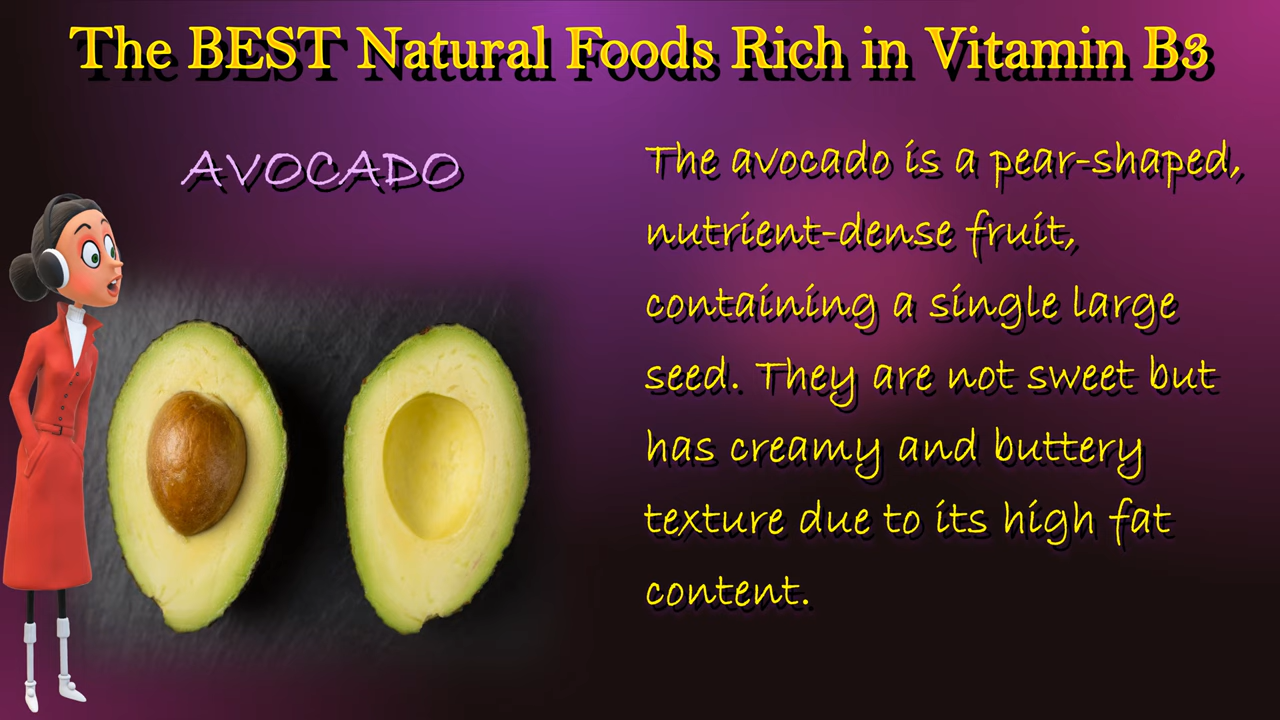 The BEST Natural Foods Rich in Vitamin B3
AVOCADO
The avocado is a pear-shaped,
nutrient-dense fruit,
containing a single large
seed. They are not sweet but
has creamy and buttery
texture due to its high fat
content.